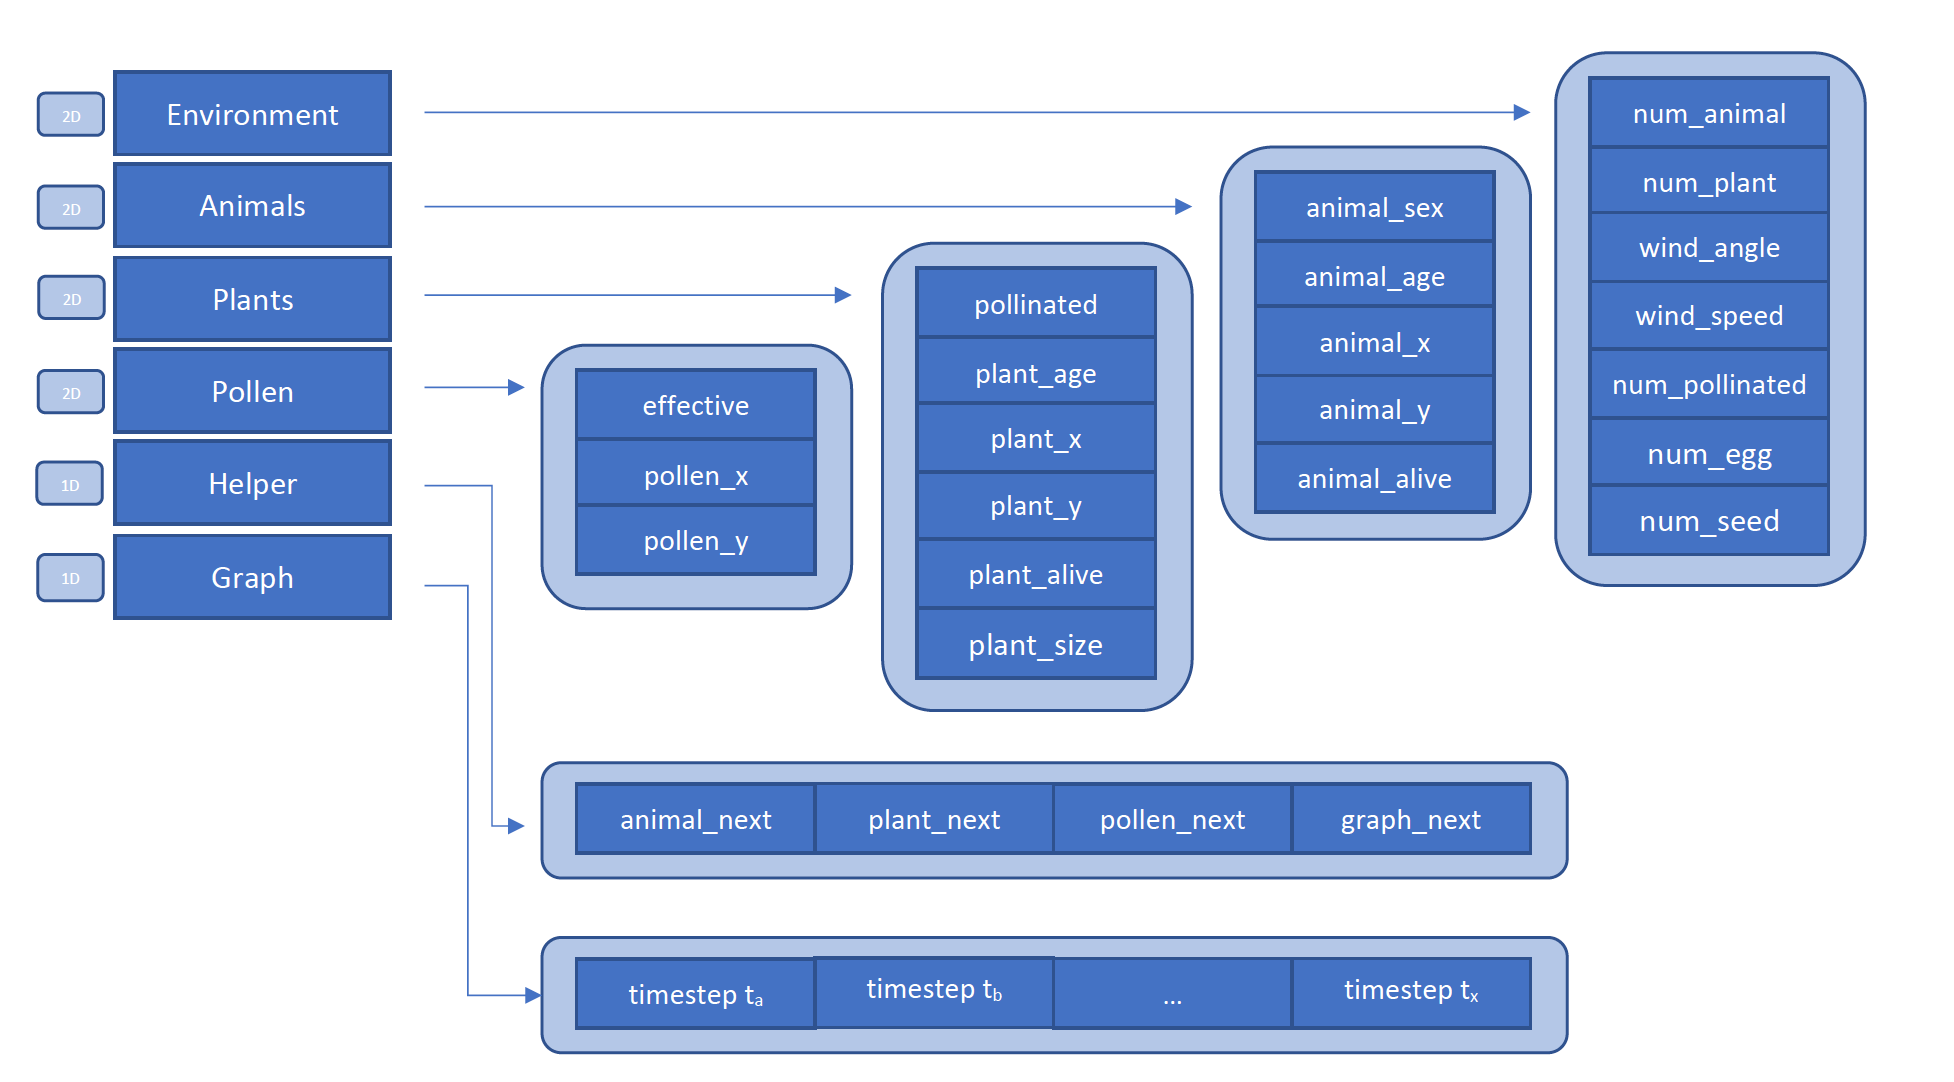 2D
Environment
2D
Animals
2D
Plants
2D
Pollen
1D
Helper
1D
Graph
effective
pollen_x
pollen_y
pollinated
plant_age
plant_x
plant_y
plant_alive
plant_size
animal_sex
animal_age
animal_x
animal_y
animal_alive
num_animal
num_plant
wind_angle
wind_speed
num_pollinated
num_egg
num_seed
animal_next
plant_next
pollen_next
graph_next
timestep tₐ
timestep t_b
...
timestep tₓ